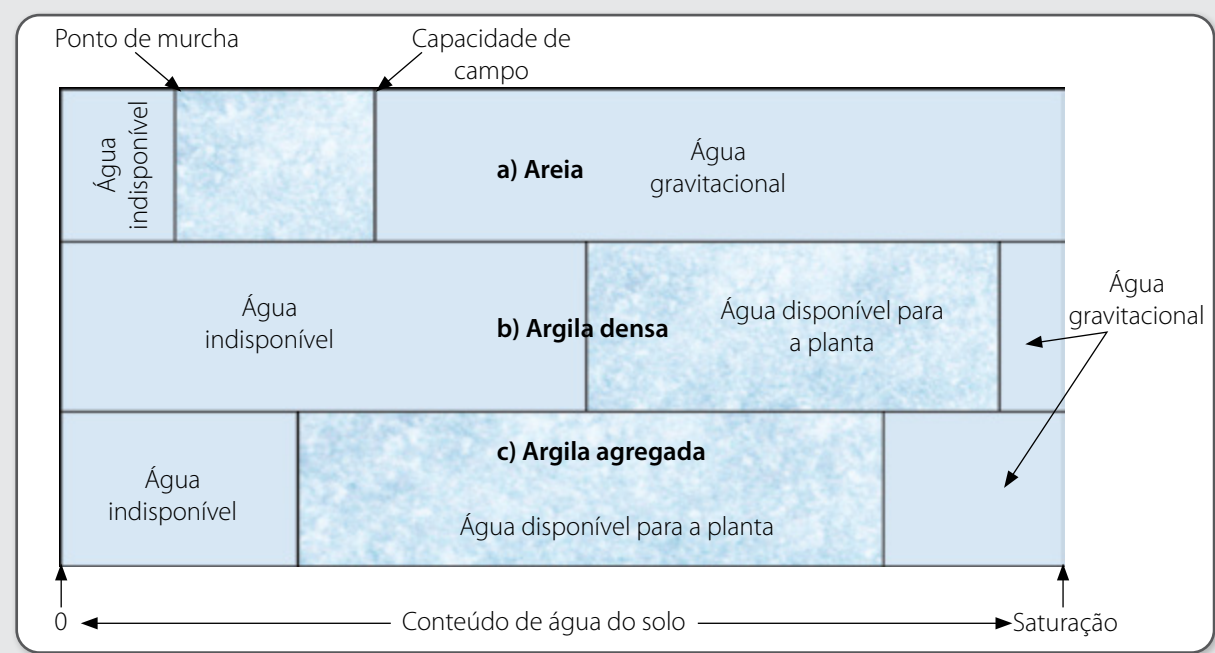 Ponto de murcha
Capacidade de
campo
Água
indisponível
a) Areia
Água
gravitacional
Água
indisponível
b) Argila densa
Água disponível para
a planta
Água
gravitacional
Água
indisponível
c) Argila agregada
Água disponível para a planta
0
Conteúdo de água do solo
Saturação